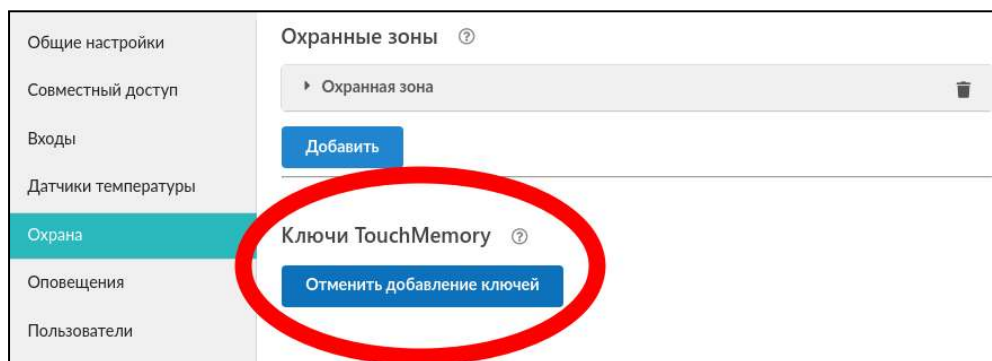 Общие настройки
Совместный доступ
Входы
Датчики температуры
Охрана
Оповещения
Пользователи
Охранные зоны
Охранная зона
Добавить
Ключи TouchMemory
Отменить добавление ключей